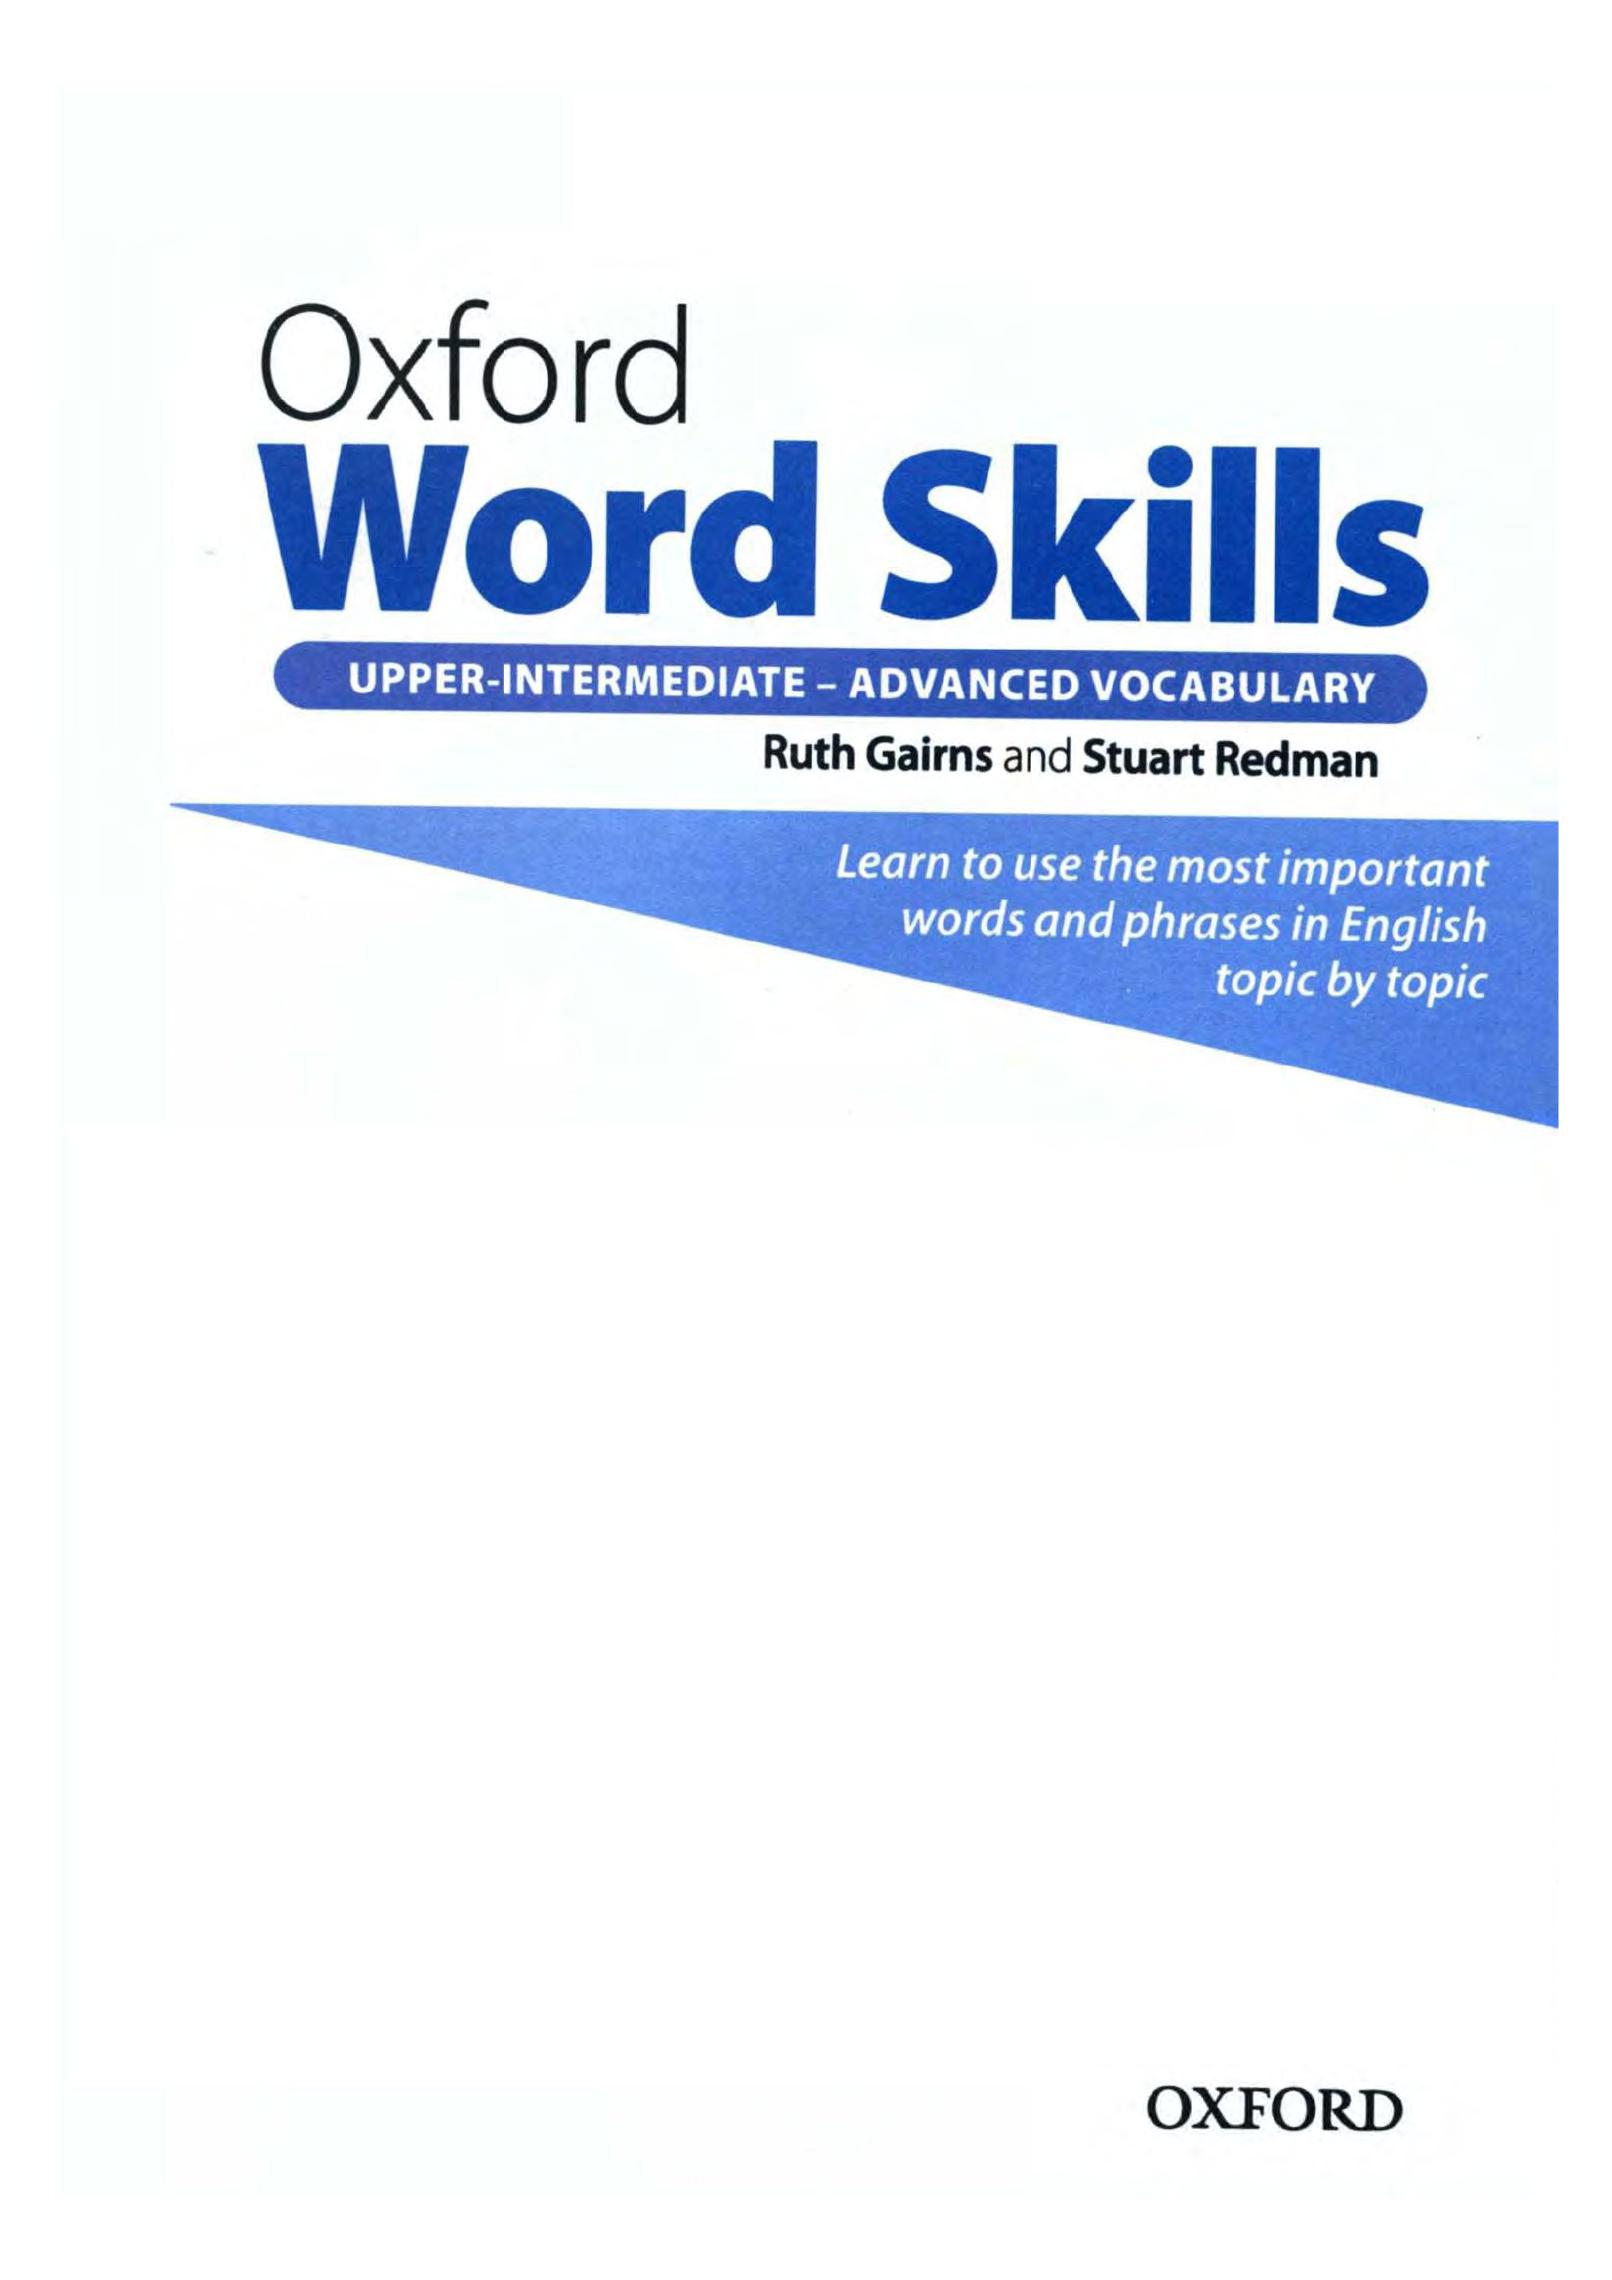 Oxford
Word Skills
UPPER-INTERMEDIATE – ADVANCED VOCABULARY
Ruth Gairns and Stuart Redman
Learn to use the most important
words and phrases in English
topic by topic
OXFORD